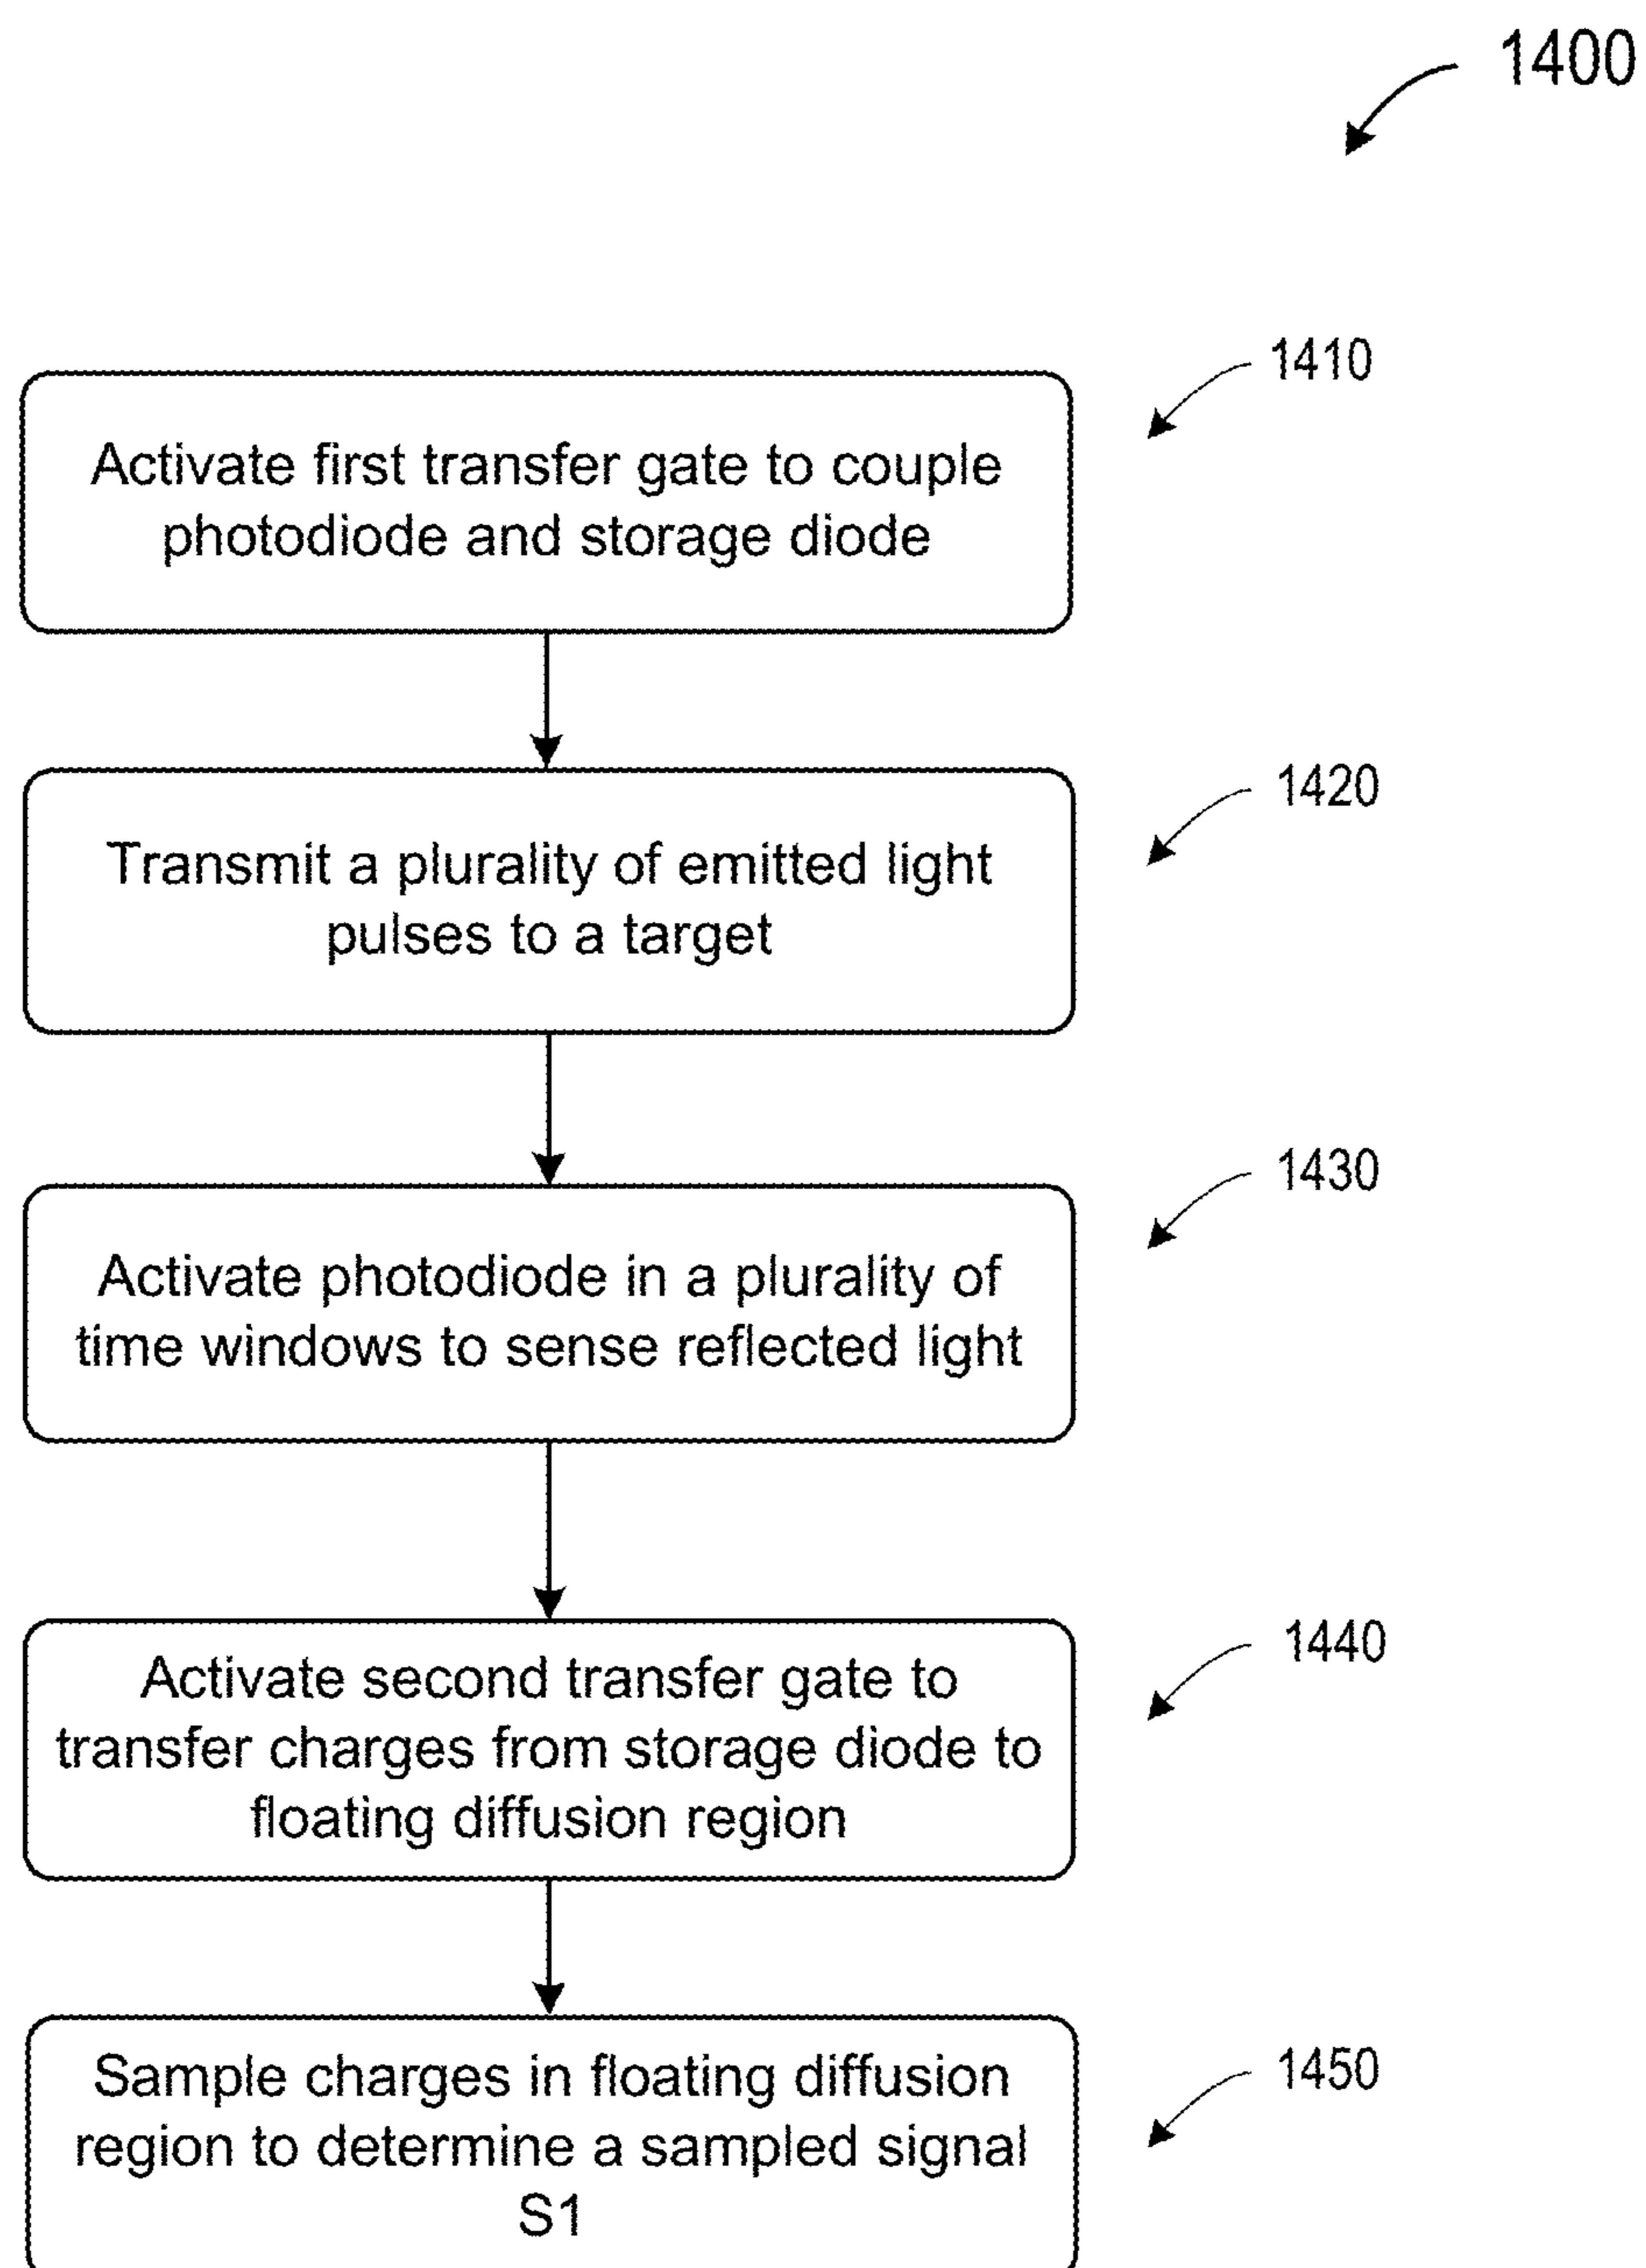 1400
1410
Activate first transfer gate to couple
photodiode and storage diode
1420
Transmit a plurality of emitted light
pulses to a target
1430
Activate photodiode in a plurality of
time windows to sense reflected light
1440
Activate second transfer gate to
transfer charges from storage diode to
floating diffusion region
1450
Sample charges in floating diffusion
region to determine a sampled signal
S1